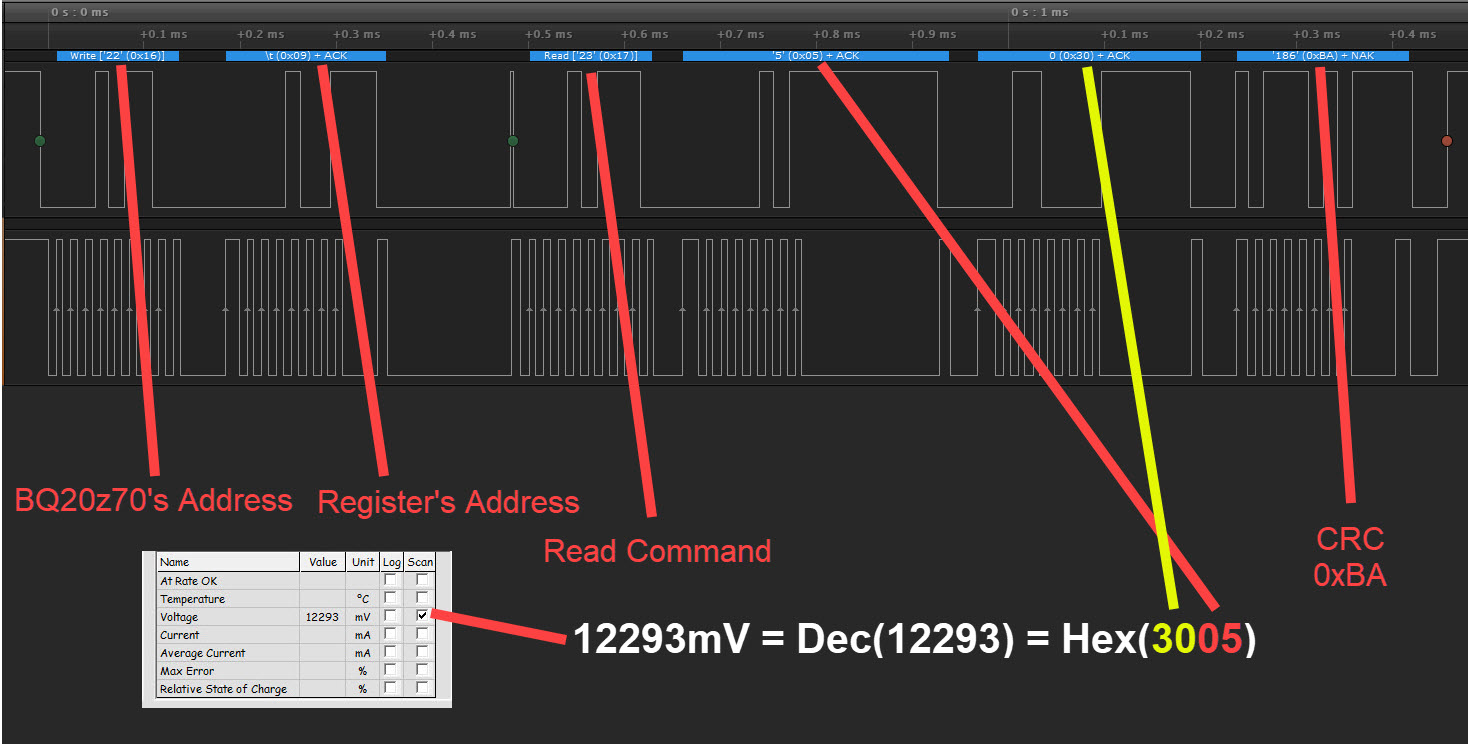 0 s : 0 ms
0 s : 1 ms
+0.1 ms
+0.2 ms
+0.3 ms
+0.4 ms
+0.5 ms
+0.6 ms
+0.7 ms
+0.8 ms
+0.9 ms
+0.1 ms
+0.2 ms
+0.3 ms
+0.4 ms
Write ['22' (0x16)]
\t (0x09) + ACK
Read ['23' (0x17)]
'5' (0x05) + ACK
0 (0x30) + ACK
'186' (0xBA) + NAK
BQ20z70's Address
Register's Address
Read Command
CRC
0xBA
Name Value Unit Log Scan
At Rate OK
Temperature °C
Voltage 12293 mV
Current mA
Average Current mA
Max Error %
Relative State of Charge %
12293mV = Dec(12293) = Hex(3005)